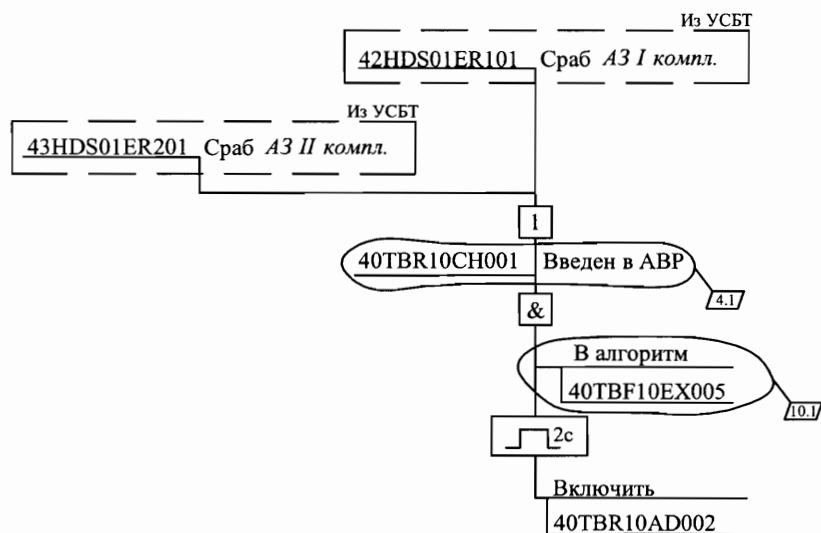 Из УСБТ
42HDS01ER101 Сраб АЗ I компл.
Из УСБТ
43HDS01ER201 Сраб АЗ II компл.
1
40TBR10CH001 Введен в АВР
4.1
&
В алгоритм
40TBF10EX005
10.1
2с
Включить
40TBR10AD002